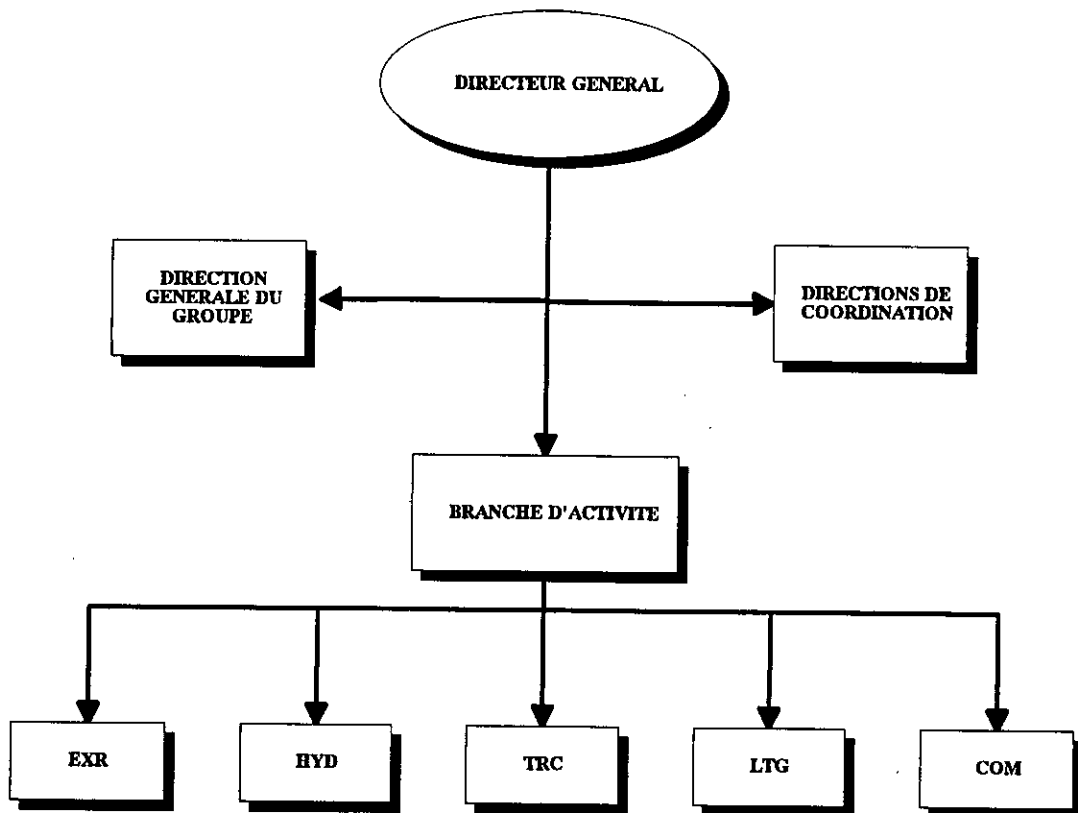 DIRECTEUR GENERAL
DIRECTION
GENERALE DU
GROUPE
DIRECTIONS DE
COORDINATION
BRANCHE D'ACTIVITE
EXR
HYD
TRC
LTG
COM